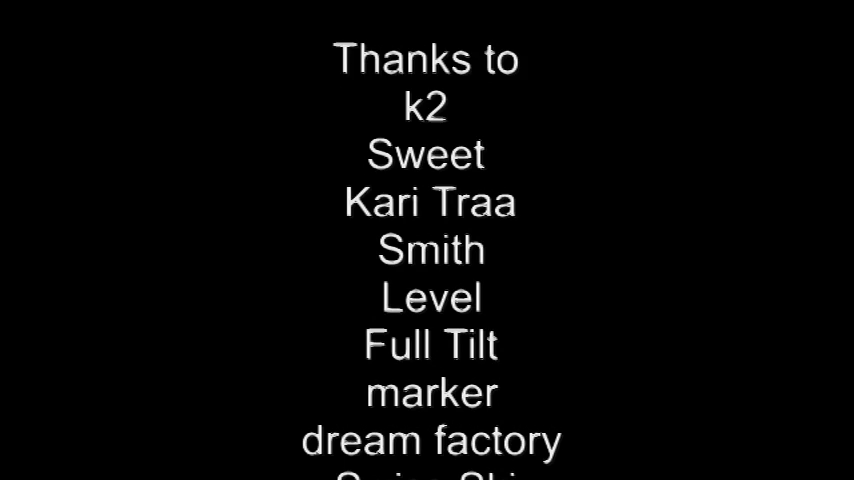 Thanks to
k2
Sweet
Kari Traa
Smith
Level
Full Tilt
marker
dream factory